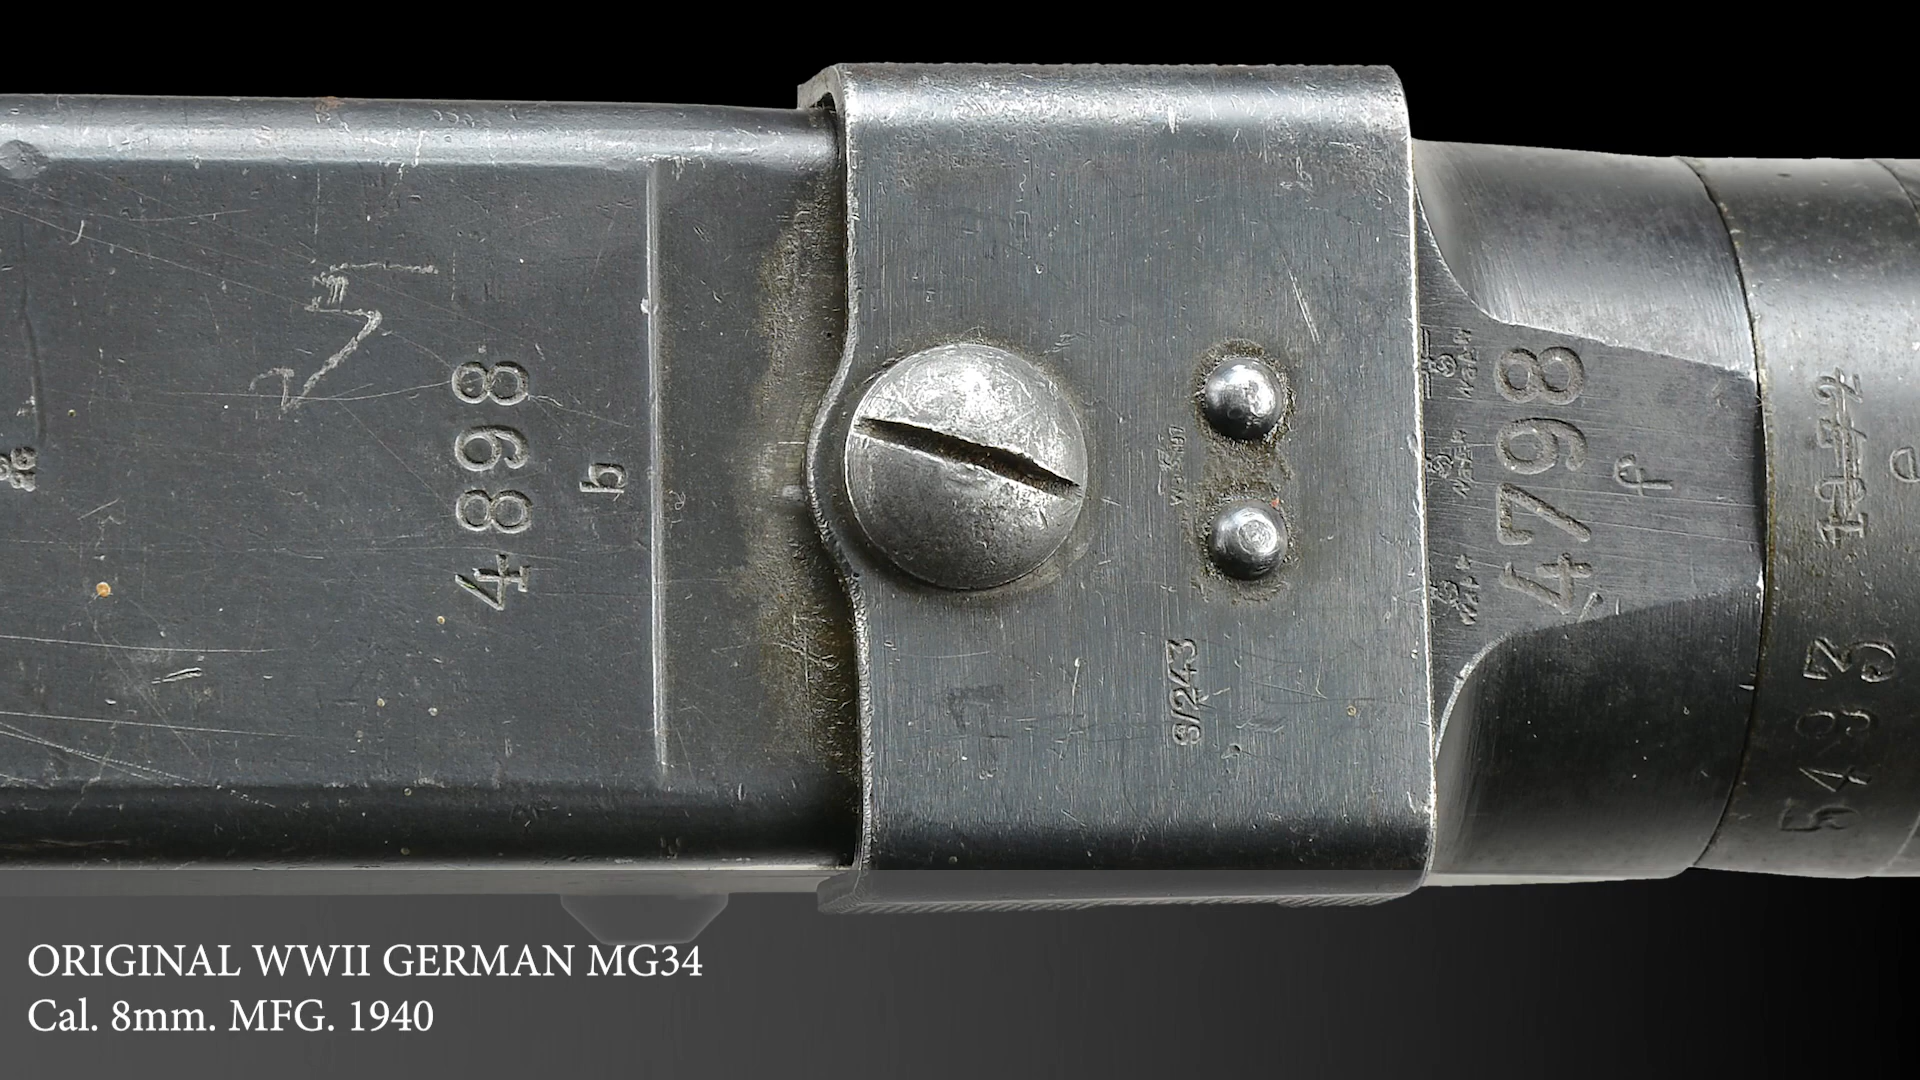 4898
b
S/243
4798
f
5493
e
ORIGINAL WWII GERMAN MG34
Cal. 8mm. MFG. 1940